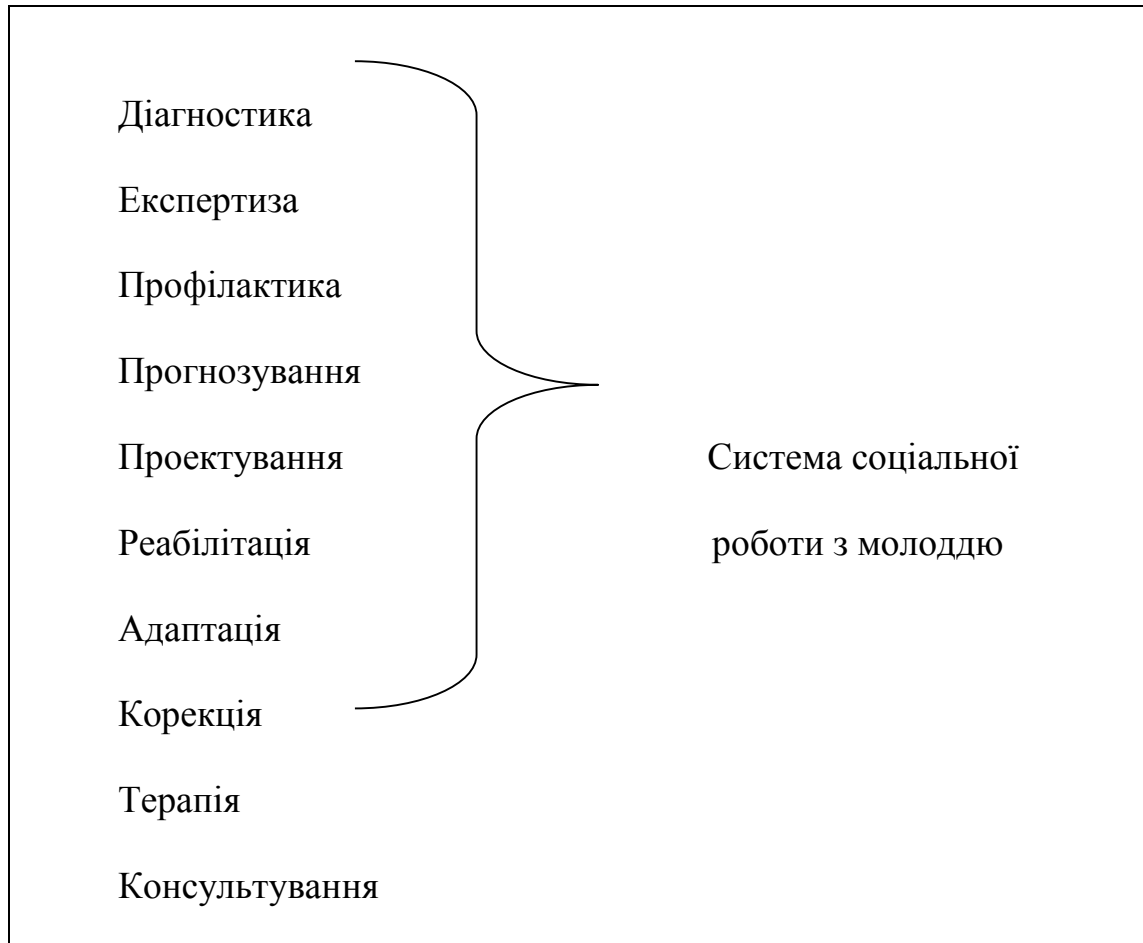 Діагностика
Експертиза
Профілактика
Прогнозування
Проектування
Реабілітація
Адаптація
Корекція
Терапія
Консультування
Система соціальної
роботи з молоддю